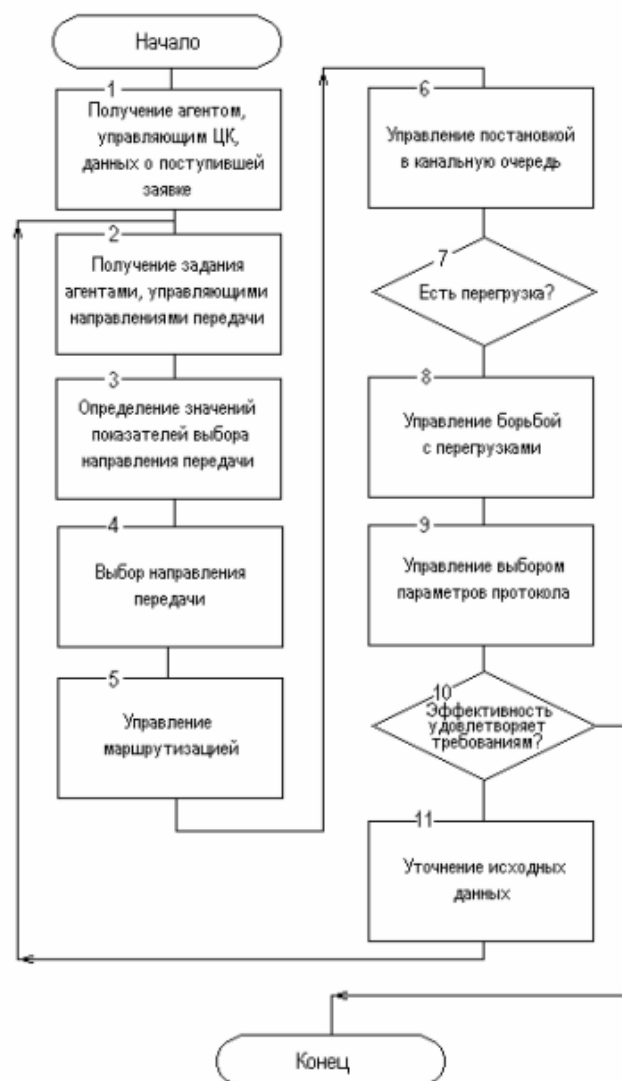 Начало
1
Получение агентом,
управляющим ЦК,
данных о поступившей
заявке
2
Получение задания
агентами, управляющими
направлениями передачи
3
Определение значений
показателей выбора
направления передачи
4
Выбор направления
передачи
5
Управление
маршрутизацией
6
Управление постановкой
в канальную очередь
7
Есть перегрузка?
8
Управление борьбой
с перегрузками
9
Управление выбором
параметров протокола
10
Эффективность
удовлетворяет
требованиям?
11
Уточнение исходных
данных
Конец